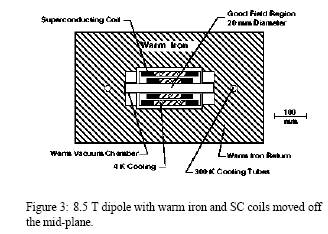 Superconducting Coil
Good Field Region
20 mm Diameter
Warm Iron
100
mm
Warm Vacuum Chamber
4 K Cooling
Warm Iron Return
300 K Cooling Tubes
Figure 3: 8.5 T dipole with warm iron and SC coils moved off
the mid-plane.